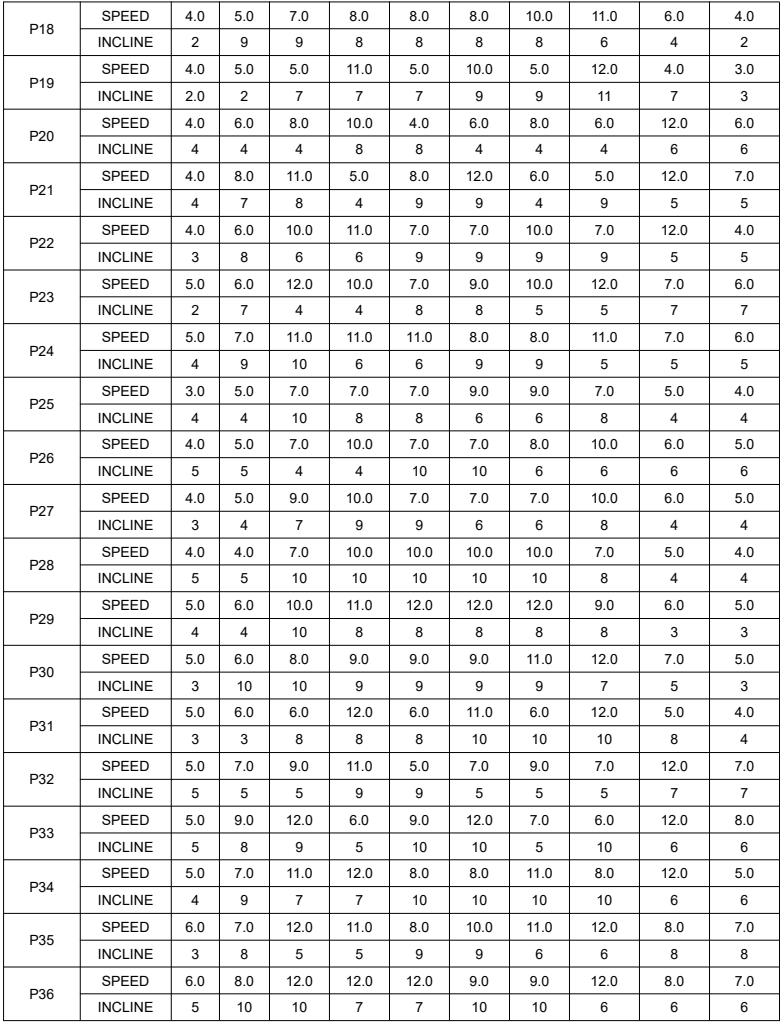 P18 SPEED 4.0 5.0 7.0 8.0 8.0 8.0 10.0 11.0 6.0 4.0
INCLINE 2 9 9 8 8 8 8 6 4 2
P19 SPEED 4.0 5.0 5.0 11.0 5.0 10.0 5.0 12.0 4.0 3.0
INCLINE 2.0 2 7 7 7 9 9 11 7 3
P20 SPEED 4.0 6.0 8.0 10.0 4.0 6.0 8.0 6.0 12.0 6.0
INCLINE 4 4 4 8 8 4 4 4 6 6
P21 SPEED 4.0 8.0 11.0 5.0 8.0 12.0 6.0 5.0 12.0 7.0
INCLINE 4 7 8 4 9 9 4 9 5 5
P22 SPEED 4.0 6.0 10.0 11.0 7.0 7.0 10.0 7.0 12.0 4.0
INCLINE 3 8 6 6 9 9 9 9 5 5
P23 SPEED 5.0 6.0 12.0 10.0 7.0 9.0 10.0 12.0 7.0 6.0
INCLINE 2 7 4 4 8 8 5 5 7 7
P24 SPEED 5.0 7.0 11.0 11.0 11.0 8.0 8.0 11.0 7.0 6.0
INCLINE 4 9 10 6 6 9 9 5 5 5
P25 SPEED 3.0 5.0 7.0 7.0 7.0 9.0 9.0 7.0 5.0 4.0
INCLINE 4 4 10 8 8 6 6 8 4 4
P26 SPEED 4.0 5.0 7.0 10.0 7.0 7.0 8.0 10.0 6.0 5.0
INCLINE 5 5 4 4 10 10 6 6 6 6
P27 SPEED 4.0 5.0 9.0 10.0 7.0 7.0 7.0 10.0 6.0 5.0
INCLINE 3 4 7 9 9 6 6 8 4 4
P28 SPEED 4.0 4.0 7.0 10.0 10.0 10.0 10.0 7.0 5.0 4.0
INCLINE 5 5 10 10 10 10 10 8 4 4
P29 SPEED 5.0 6.0 10.0 11.0 12.0 12.0 12.0 9.0 6.0 5.0
INCLINE 4 4 10 8 8 8 8 8 3 3
P30 SPEED 5.0 6.0 8.0 9.0 9.0 9.0 11.0 12.0 7.0 5.0
INCLINE 3 10 10 9 9 9 9 7 5 3
P31 SPEED 5.0 6.0 6.0 12.0 6.0 11.0 6.0 12.0 5.0 4.0
INCLINE 3 3 8 8 8 10 10 10 8 4
P32 SPEED 5.0 7.0 9.0 11.0 5.0 7.0 9.0 7.0 12.0 7.0
INCLINE 5 5 5 9 9 5 5 5 7 7
P33 SPEED 5.0 9.0 12.0 6.0 9.0 12.0 7.0 6.0 12.0 8.0
INCLINE 5 8 9 5 10 10 5 10 6 6
P34 SPEED 5.0 7.0 11.0 12.0 8.0 8.0 11.0 8.0 12.0 5.0
INCLINE 4 9 7 7 10 10 10 10 6 6
P35 SPEED 6.0 7.0 12.0 11.0 8.0 10.0 11.0 12.0 8.0 7.0
INCLINE 3 8 5 5 9 9 6 6 8 8
P36 SPEED 6.0 8.0 12.0 12.0 12.0 9.0 9.0 12.0 8.0 7.0
INCLINE 5 10 10 7 7 10 10 6 6 6